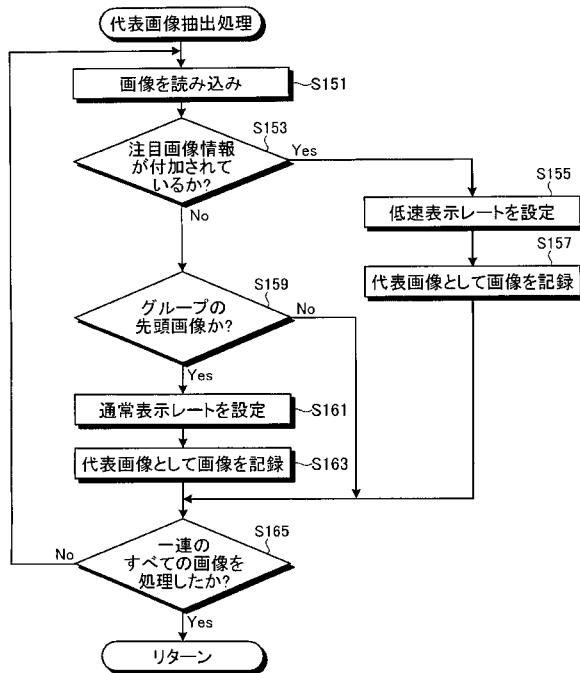 代表画像抽出処理
画像を読み込み
S151
S153
注目画像情報
が付加されて
いるか?
Yes
No
S155
低速表示レートを設定
S157
代表画像として画像を記録
S159
グループの
先頭画像か?
No
Yes
通常表示レートを設定
S161
代表画像として画像を記録
S163
S165
一連の
すべての画像を
処理したか?
No
Yes
リターン